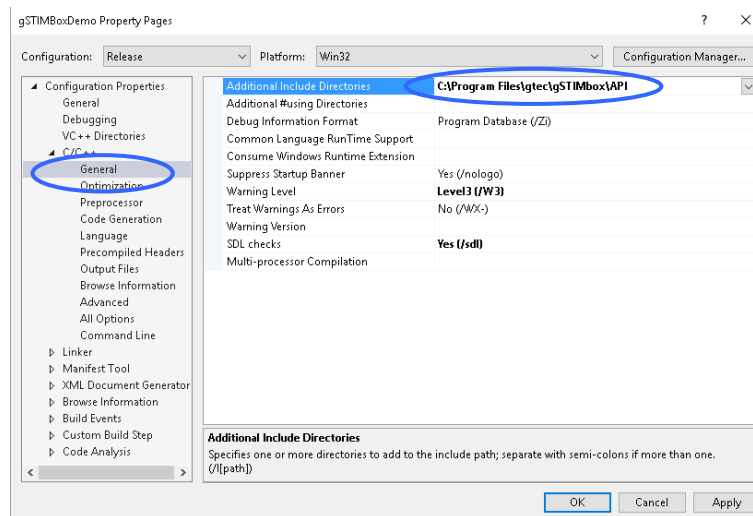 gSTIMBoxDemo Property Pages ? ×
Configuration: Release Platform: Win32 Configuration Manager...
Configuration Properties
General
Debugging
VC++ Directories
C/C++
General
Optimization
Preprocessor
Code Generation
Language
Precompiled Headers
Output Files
Browse Information
Advanced
All Options
Command Line
Linker
Manifest Tool
XML Document Generator
Browse Information
Build Events
Custom Build Step
Code Analysis
Additional Include Directories C:\Program Files\gtec\gSTIMbox\API
Additional #using Directories
Debug Information Format Program Database (/Zi)
Common Language RunTime Support
Consume Windows Runtime Extension
Suppress Startup Banner Yes (/nologo)
Warning Level Level3 (/W3)
Treat Warnings As Errors No (/WX-)
Warning Version
SDL checks Yes (/sdl)
Multi-processor Compilation
Additional Include Directories
Specifies one or more directories to add to the include path; separate with semi-colons if more than one.
(/I[path])
OK Cancel Apply